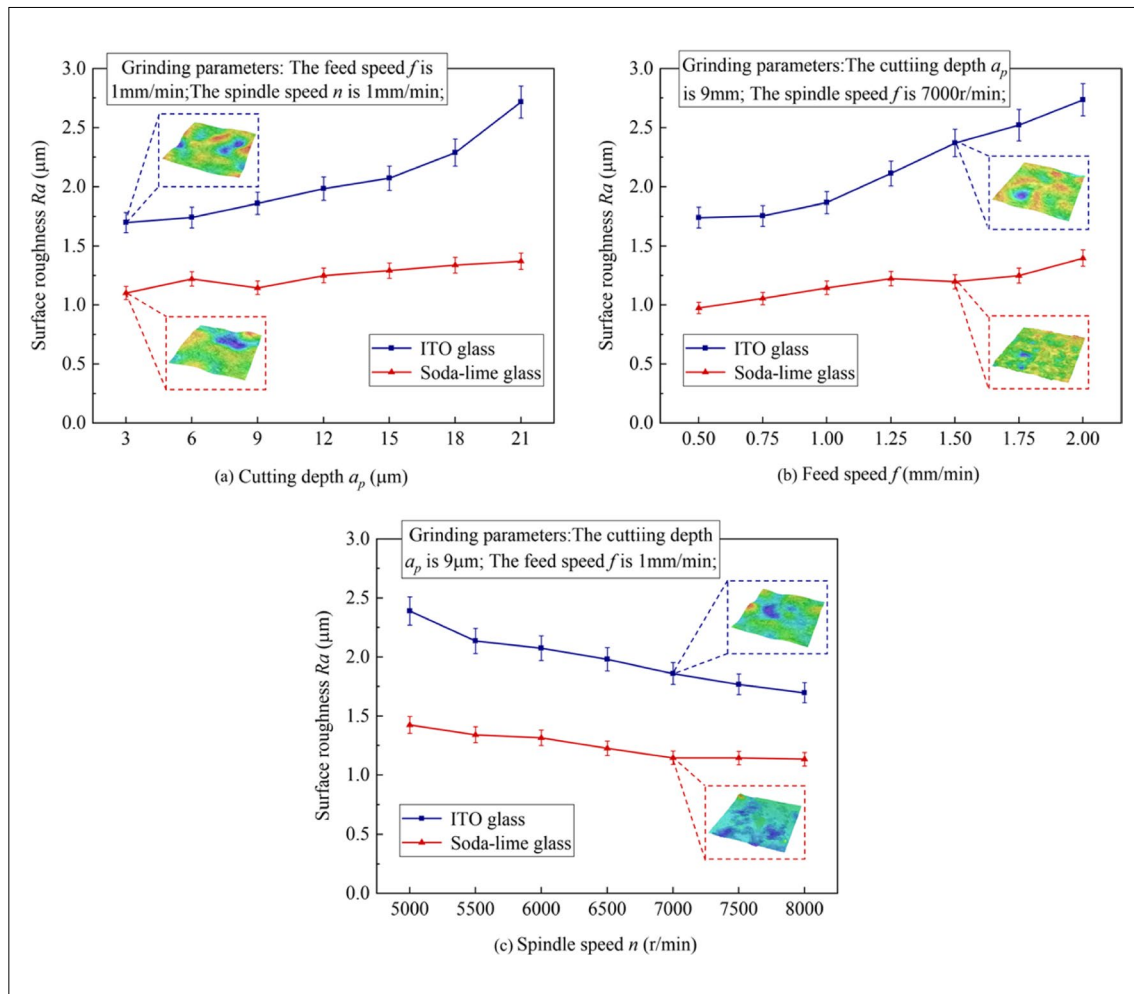 Grinding parameters: The feed speed f is
1mm/min;The spindle speed n is 1mm/min;
3.0
2.5
2.0
1.5
1.0
0.5
0.0
Surface roughness Ra (μm)
ITO glass
Soda-lime glass
3 6 9 12 15 18 21
(a) Cutting depth ap (μm)
Grinding parameters:The cuttiing depth ap
is 9mm; The spindle speed f is 7000r/min;
3.0
2.5
2.0
1.5
1.0
0.5
0.0
Surface roughness Ra (μm)
ITO glass
Soda-lime glass
0.50 0.75 1.00 1.25 1.50 1.75 2.00
(b) Feed speed f (mm/min)
Grinding parameters:The cuttiing depth
ap is 9μm; The feed speed f is 1mm/min;
3.0
2.5
2.0
1.5
1.0
0.5
0.0
Surface roughness Ra (μm)
ITO glass
Soda-lime glass
5000 5500 6000 6500 7000 7500 8000
(c) Spindle speed n (r/min)